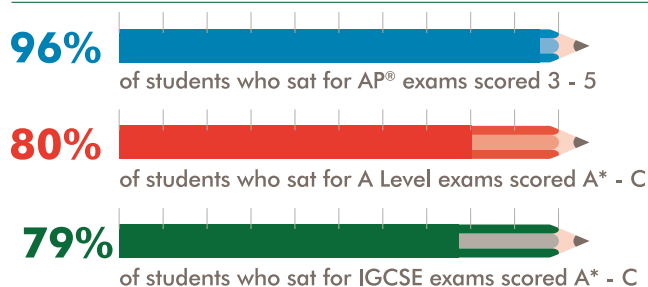 96%
of students who sat for AP® exams scored 3 - 5
80%
of students who sat for A Level exams scored A* - C
79%
of students who sat for IGCSE exams scored A* - C